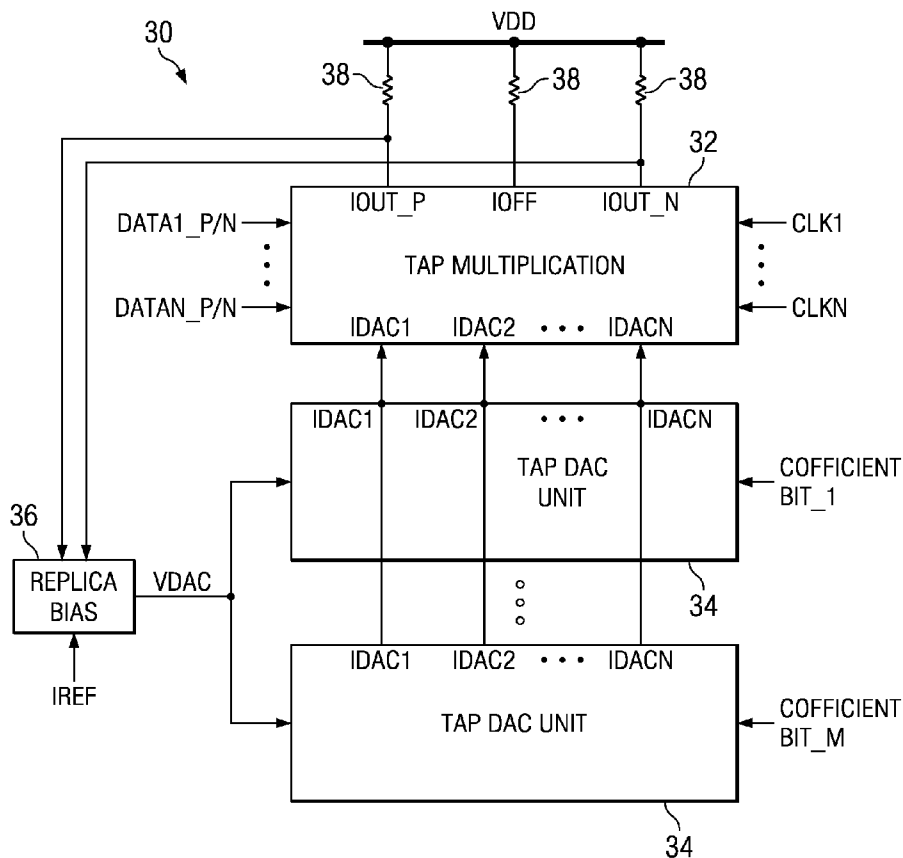 VDD
30
38
38
38
32
IOUT_P IOFF IOUT_N
DATA1_P/N
CLK1
TAP MULTIPLICATION
DATAN_P/N
CLKN
IDAC1 IDAC2 IDACN
IDAC1 IDAC2 IDACN
TAP DAC
UNIT
COFFICIENT
BIT_1
36
REPLICA
BIAS
VDAC
34
IREF
IDAC1 IDAC2 IDACN
TAP DAC UNIT
COFFICIENT
BIT_M
34